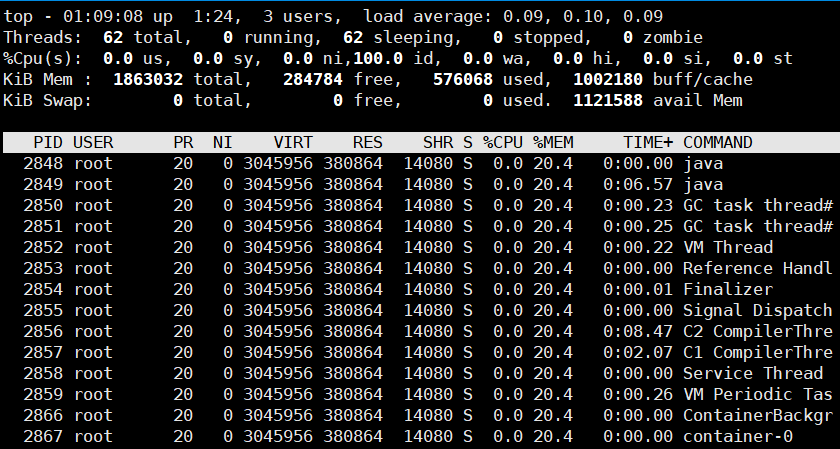 top - 01:09:08 up  1:24,  3 users,  load average: 0.09, 0.10, 0.09
Threads:  62 total,   0 running,  62 sleeping,   0 stopped,   0 zombie
%Cpu(s):  0.0 us,  0.0 sy,  0.0 ni,100.0 id,  0.0 wa,  0.0 hi,  0.0 si,  0.0 st
KiB Mem :  1863032 total,   284784 free,   576068 used,  1002180 buff/cache
KiB Swap:        0 total,        0 free,        0 used.  1121588 avail Mem
PID USER      PR  NI    VIRT    RES    SHR S %CPU %MEM     TIME+ COMMAND
2848 root      20   0 3045956 380864  14080 S  0.0 20.4   0:00.00 java
2849 root      20   0 3045956 380864  14080 S  0.0 20.4   0:06.57 java
2850 root      20   0 3045956 380864  14080 S  0.0 20.4   0:00.23 GC task thread#
2851 root      20   0 3045956 380864  14080 S  0.0 20.4   0:00.25 GC task thread#
2852 root      20   0 3045956 380864  14080 S  0.0 20.4   0:00.22 VM Thread
2853 root      20   0 3045956 380864  14080 S  0.0 20.4   0:00.00 Reference Handl
2854 root      20   0 3045956 380864  14080 S  0.0 20.4   0:00.01 Finalizer
2855 root      20   0 3045956 380864  14080 S  0.0 20.4   0:00.00 Signal Dispatch
2856 root      20   0 3045956 380864  14080 S  0.0 20.4   0:08.47 C2 CompilerThre
2857 root      20   0 3045956 380864  14080 S  0.0 20.4   0:02.07 C1 CompilerThre
2858 root      20   0 3045956 380864  14080 S  0.0 20.4   0:00.00 Service Thread
2859 root      20   0 3045956 380864  14080 S  0.0 20.4   0:00.26 VM Periodic Tas
2866 root      20   0 3045956 380864  14080 S  0.0 20.4   0:00.00 ContainerBackgr
2867 root      20   0 3045956 380864  14080 S  0.0 20.4   0:00.00 container-0